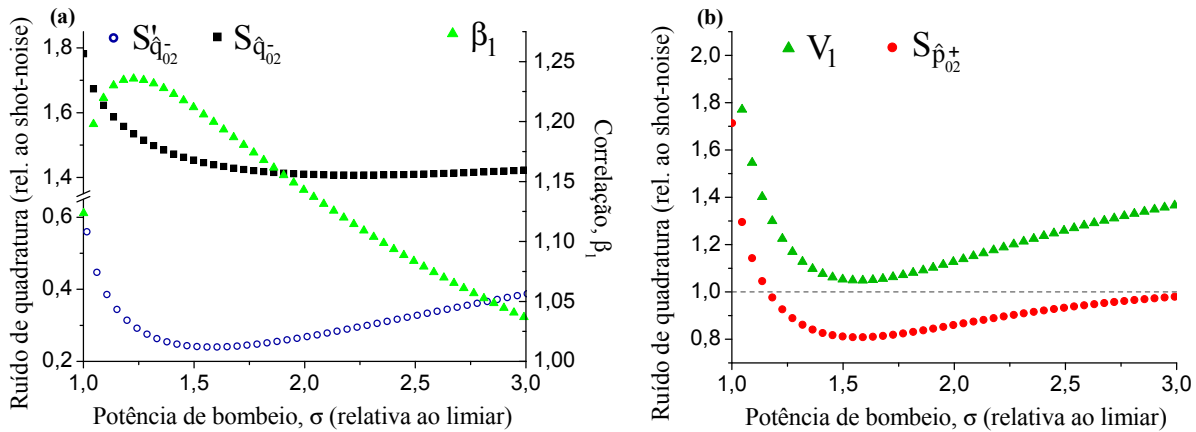 (a)
S'q̂₀₂⁻ Sq̂₀₂⁻ β₁
Ruído de quadratura (rel. ao shot-noise)
1,8
1,6
1,4
0,6
0,4
0,2
1,25
1,20
1,15
1,10
1,05
1,00
Correlação, β₁
1,0 1,5 2,0 2,5 3,0
Potência de bombeio, σ (relativa ao limiar)
(b)
V₁ Sp̂₀₂⁺
Ruído de quadratura (rel. ao shot-noise)
2,0
1,8
1,6
1,4
1,2
1,0
0,8
1,0 1,5 2,0 2,5 3,0
Potência de bombeio, σ (relativa ao limiar)